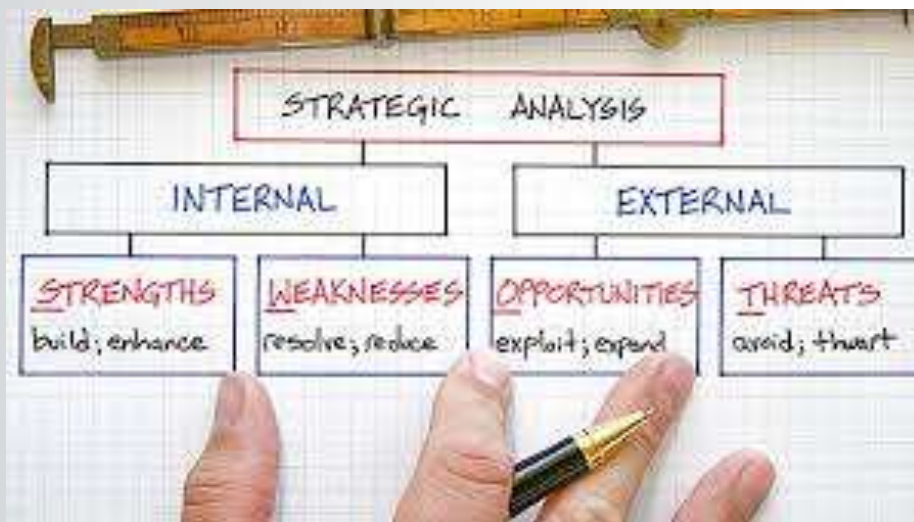 STRATEGIC ANALYSIS
INTERNAL
EXTERNAL
STRENGTHS
build; enhance
WEAKNESSES
resolve; reduce
OPPORTUNITIES
exploit; expand
THREATS
avoid; thwart